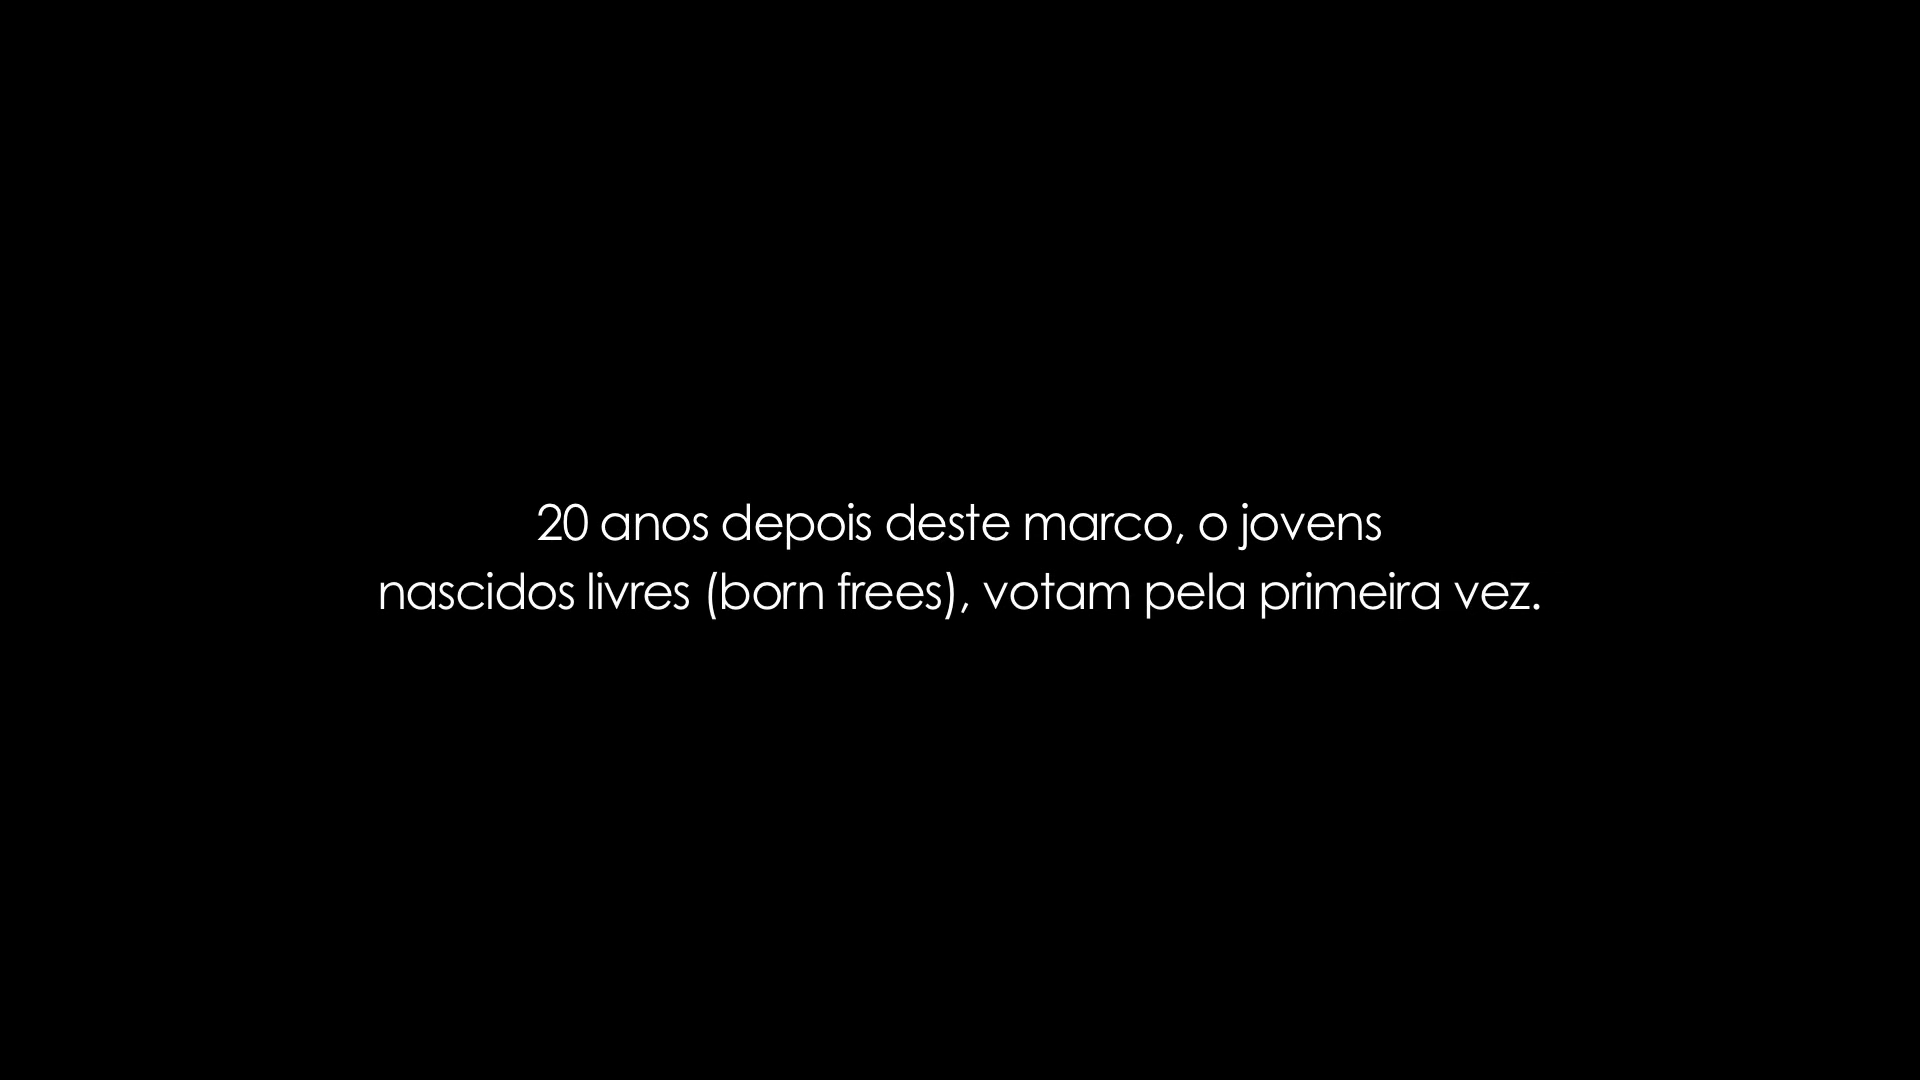 20 anos depois deste marco, o jovens
nascidos livres (born frees), votam pela primeira vez.